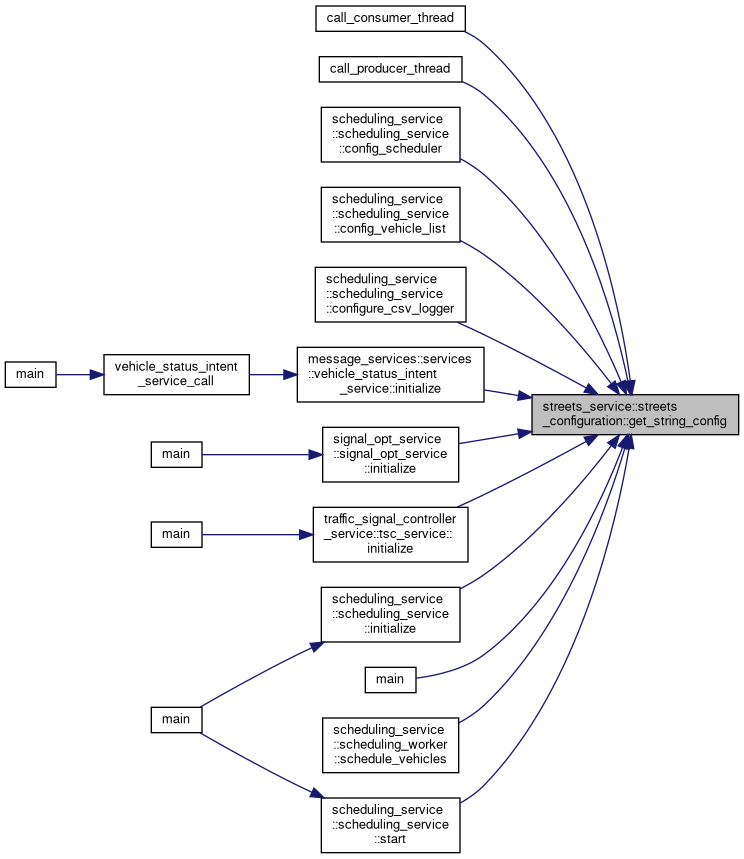 call_consumer_thread
call_producer_thread
scheduling_service
::scheduling_service
::config_scheduler
scheduling_service
::scheduling_service
::config_vehicle_list
scheduling_service
::scheduling_service
::configure_csv_logger
main
vehicle_status_intent
_service_call
message_services::services
::vehicle_status_intent
_service::initialize
streets_service::streets
_configuration::get_string_config
main
signal_opt_service
::signal_opt_service
::initialize
main
traffic_signal_controller
_service::tsc_service::
initialize
scheduling_service
::scheduling_service
::initialize
main
main
scheduling_service
::scheduling_worker
::schedule_vehicles
scheduling_service
::scheduling_service
::start